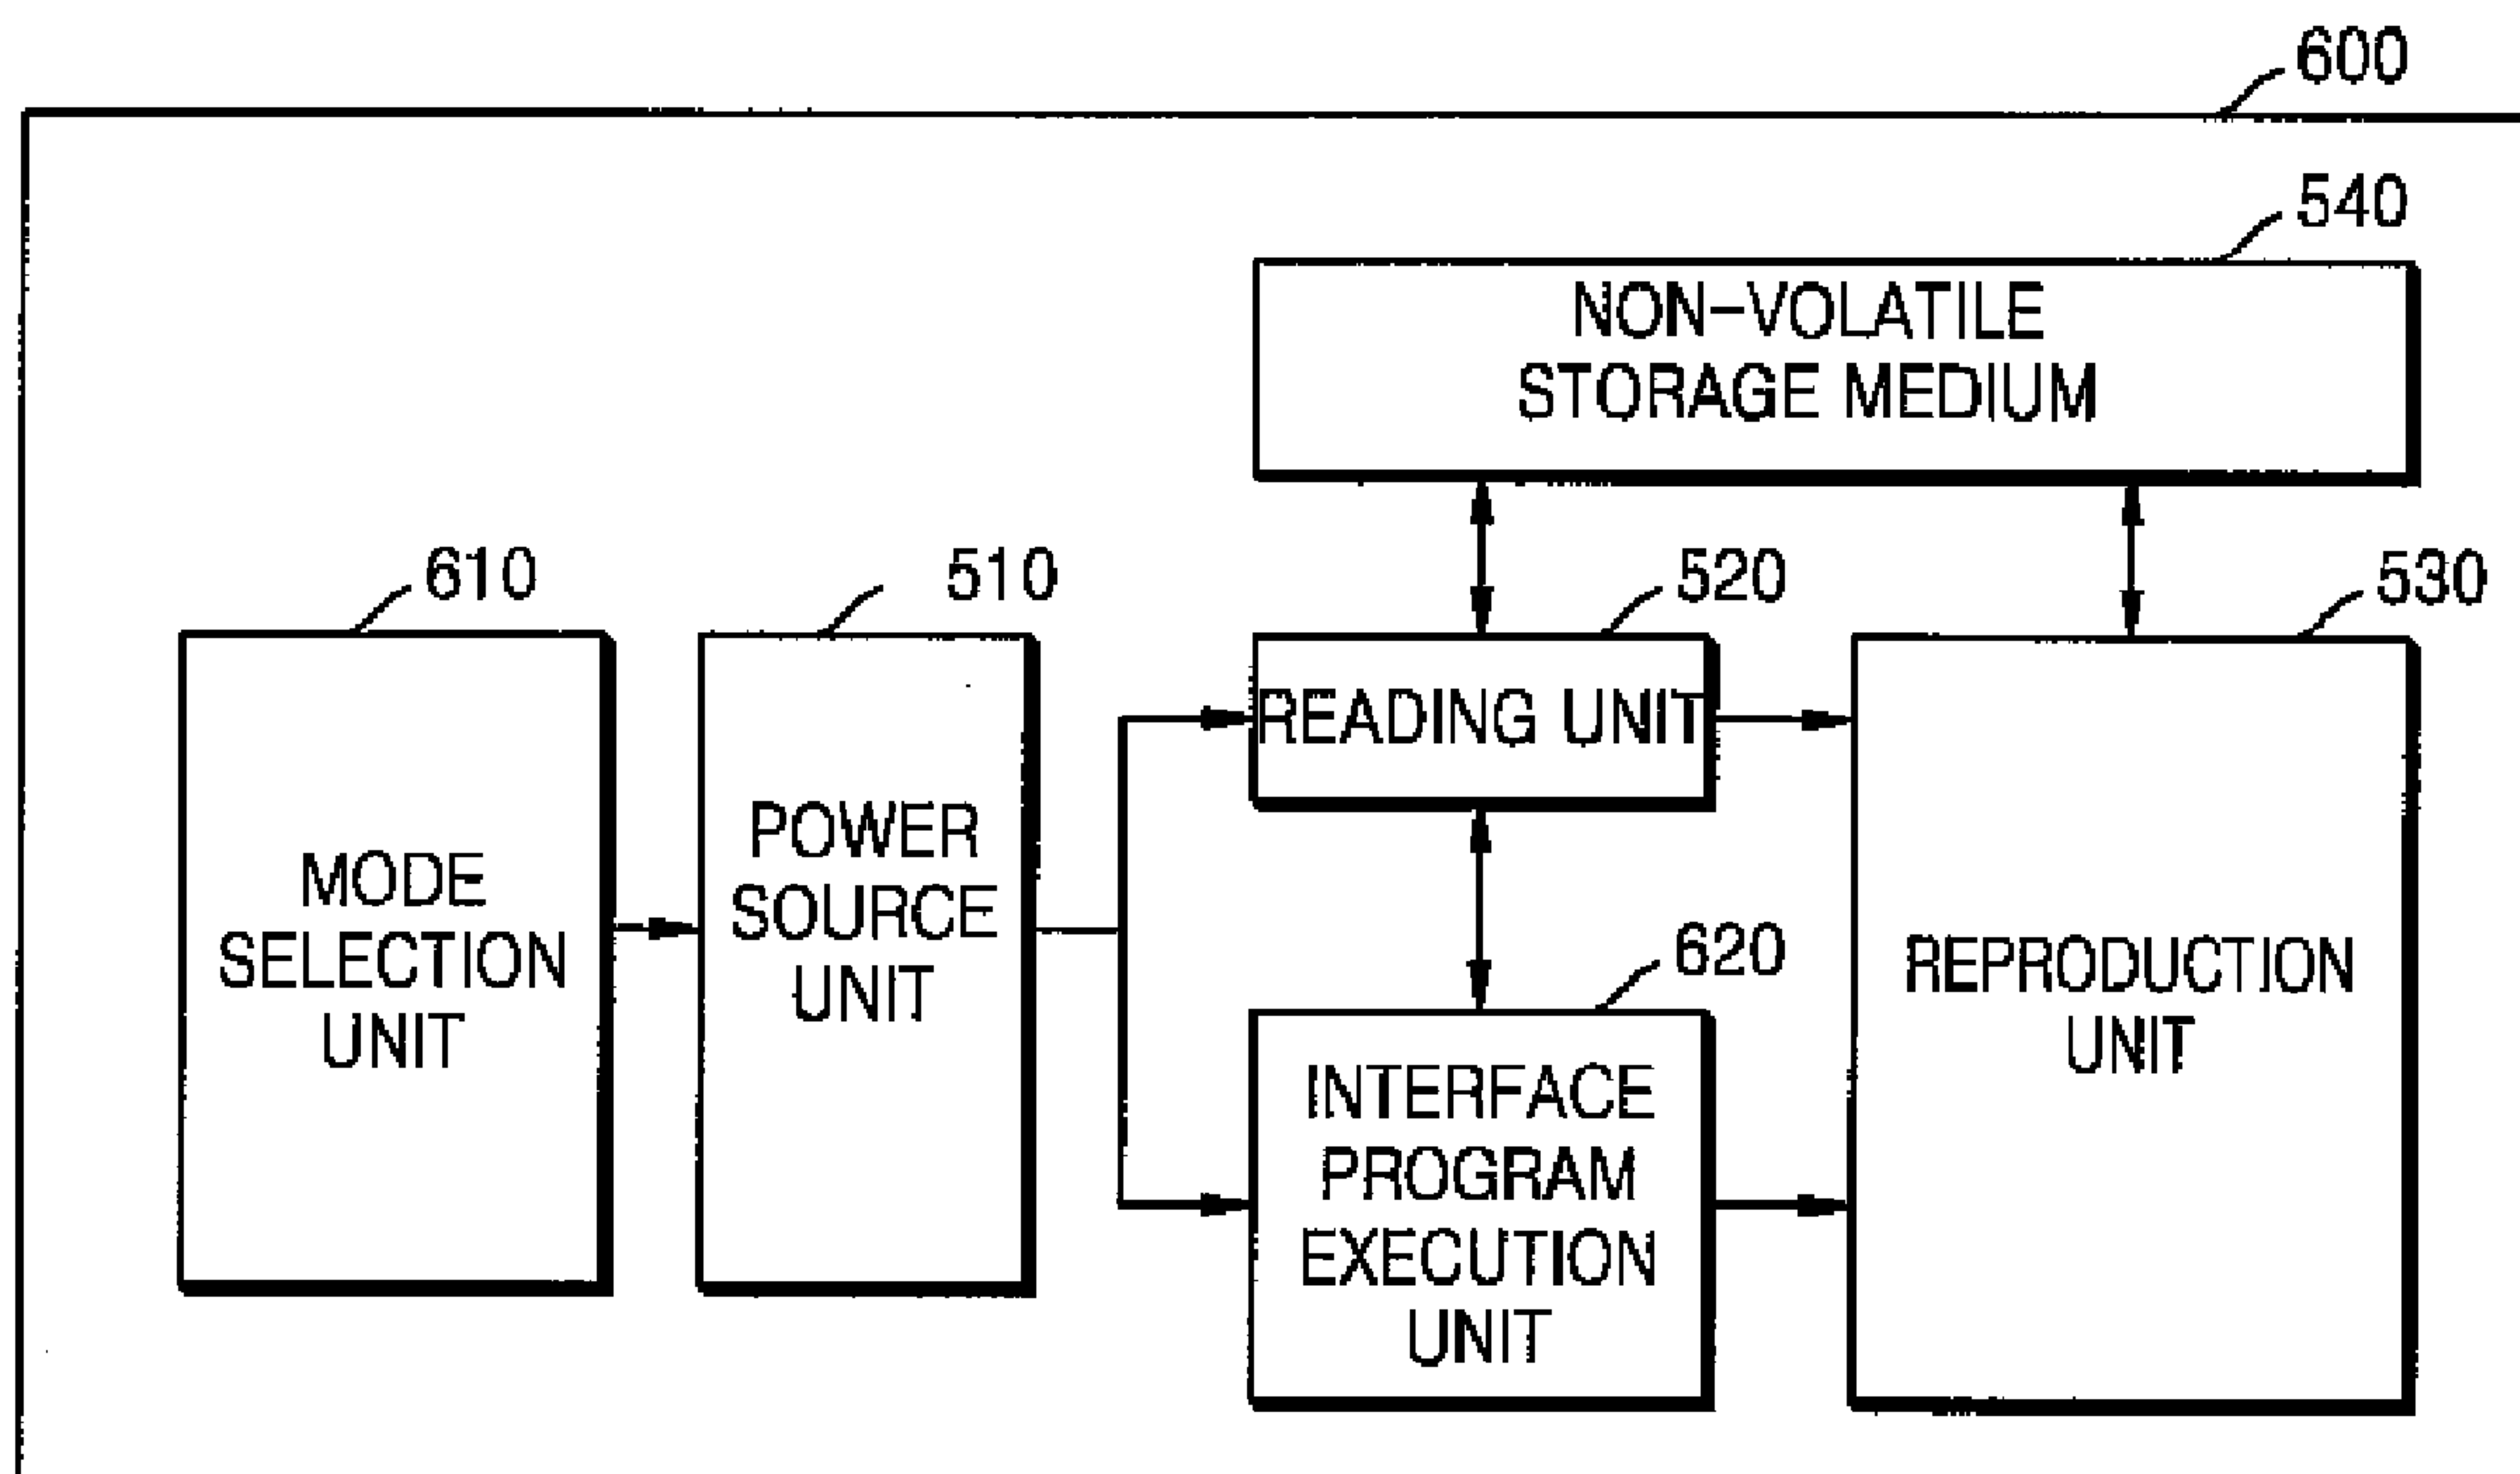 600
540
NON-VOLATILE
STORAGE MEDIUM
610
510
520
530
MODE
SELECTION
UNIT
POWER
SOURCE
UNIT
READING UNIT
620
INTERFACE
PROGRAM
EXECUTION
UNIT
REPRODUCTION
UNIT